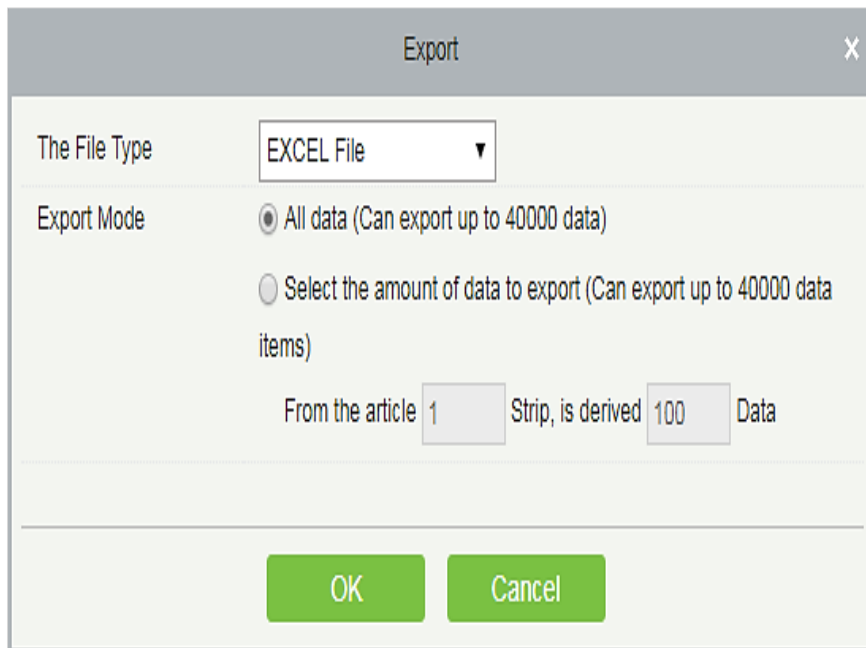 Export
X
The File Type
EXCEL File
Export Mode
All data (Can export up to 40000 data)
Select the amount of data to export (Can export up to 40000 data
items)
From the article 1 Strip, is derived 100 Data
OK
Cancel